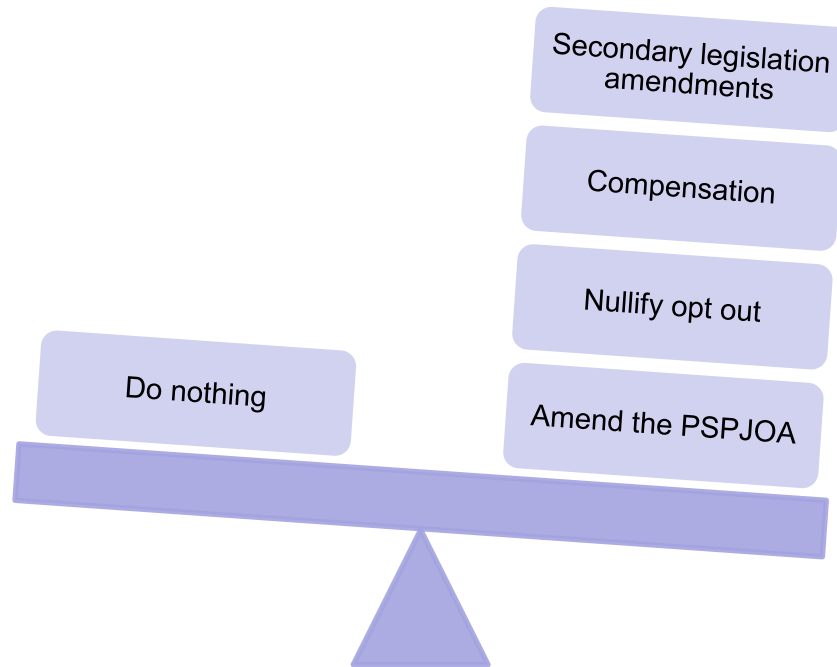 Secondary legislation
amendments
Compensation
Nullify opt out
Do nothing
Amend the PSPJOA